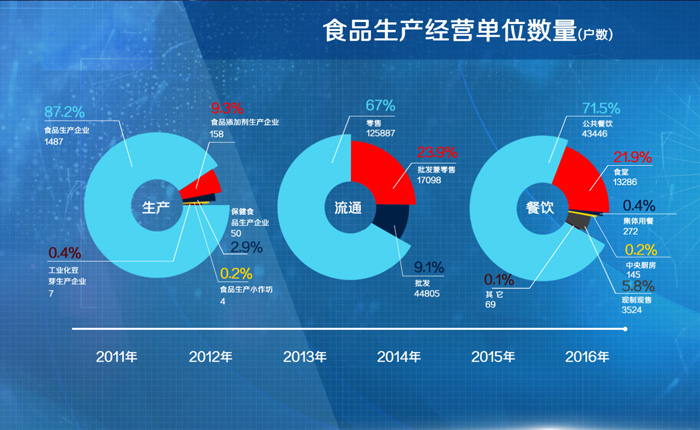 食品生产经营单位数量(户数)
87.2%
食品生产企业
1487
9.3%
食品添加剂生产企业
158
生产
保健食
品生产企业
50
2.9%
0.4%
工业化豆
芽生产企业
7
0.2%
食品生产小作坊
4
67%
零售
125887
23.9%
批发兼零售
17098
流通
9.1%
批发
44805
71.5%
公共餐饮
43446
21.9%
食堂
13286
餐饮
0.4%
集体用餐
272
0.2%
中央厨房
145
5.8%
现制现售
3524
0.1%
其 它
69
2011年 2012年 2013年 2014年 2015年 2016年